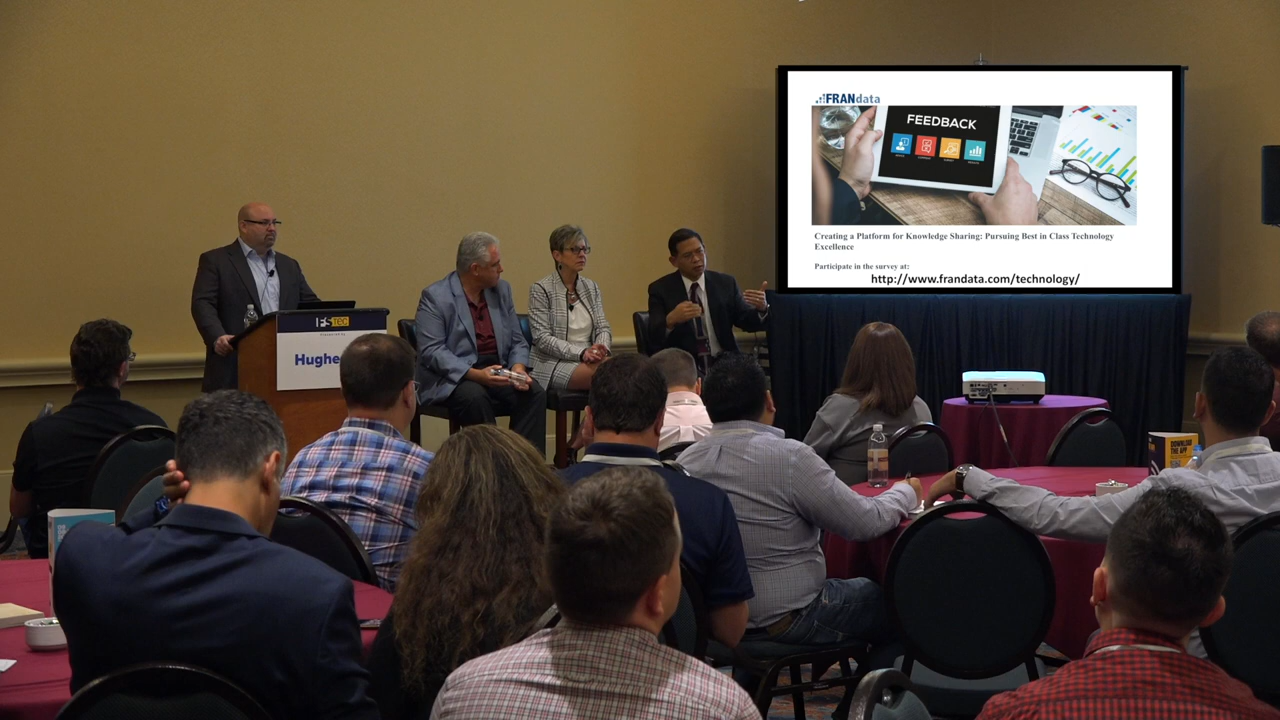 FRANdata
FEEDBACK
Creating a Platform for Knowledge Sharing: Pursuing Best in Class Technology
Excellence
Participate in the survey at:
http://www.frandata.com/technology/
FSTEC
Hughe
DOWNLOAD
THE APP